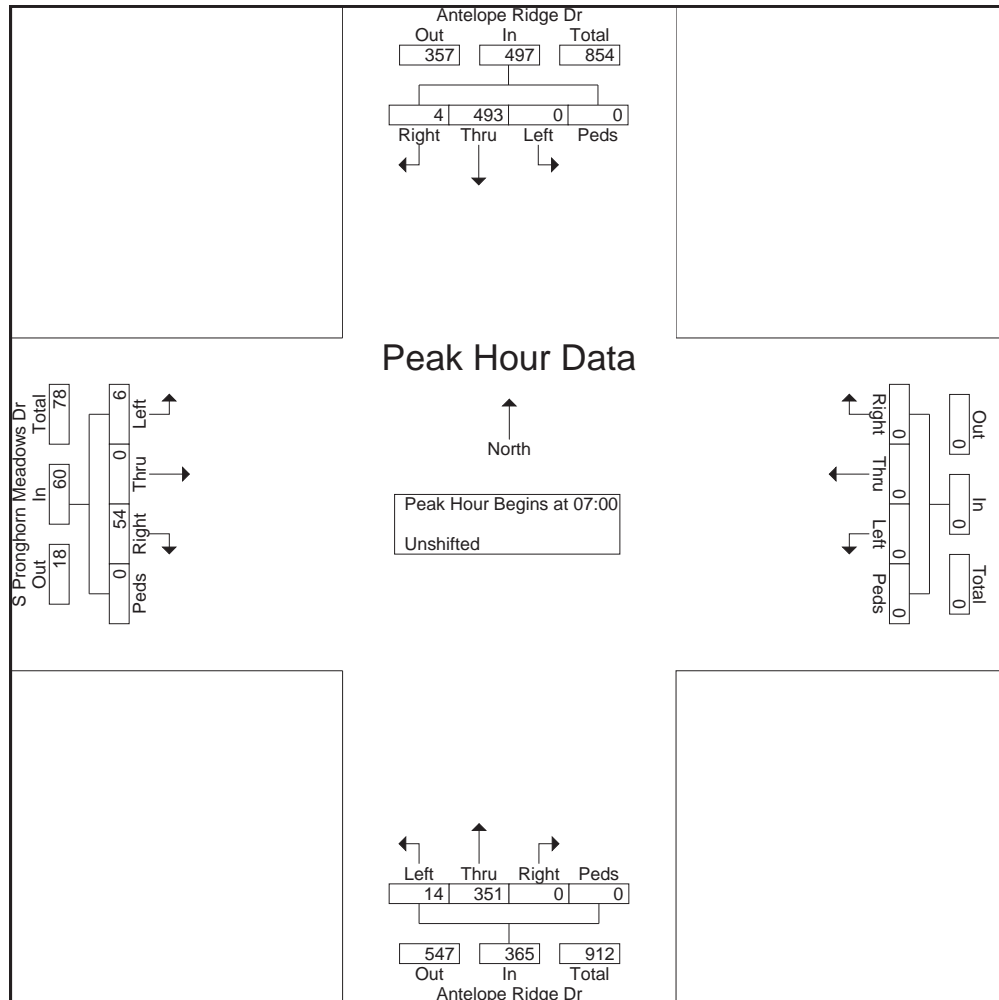 Antelope Ridge Dr
Out In Total
357 497 854
4 493 0 0
Right Thru Left Peds
Peak Hour Data
North
Peak Hour Begins at 07:00
Unshifted
S Pronghorn Meadows Dr
Total In Out
78 60 18
6 0 54 0
Left Thru Right Peds
Right Thru Left Peds
0 0 0 0
Out In Total
0 0 0
Left Thru Right Peds
14 351 0 0
547 365 912
Out In Total
Antelope Ridge Dr